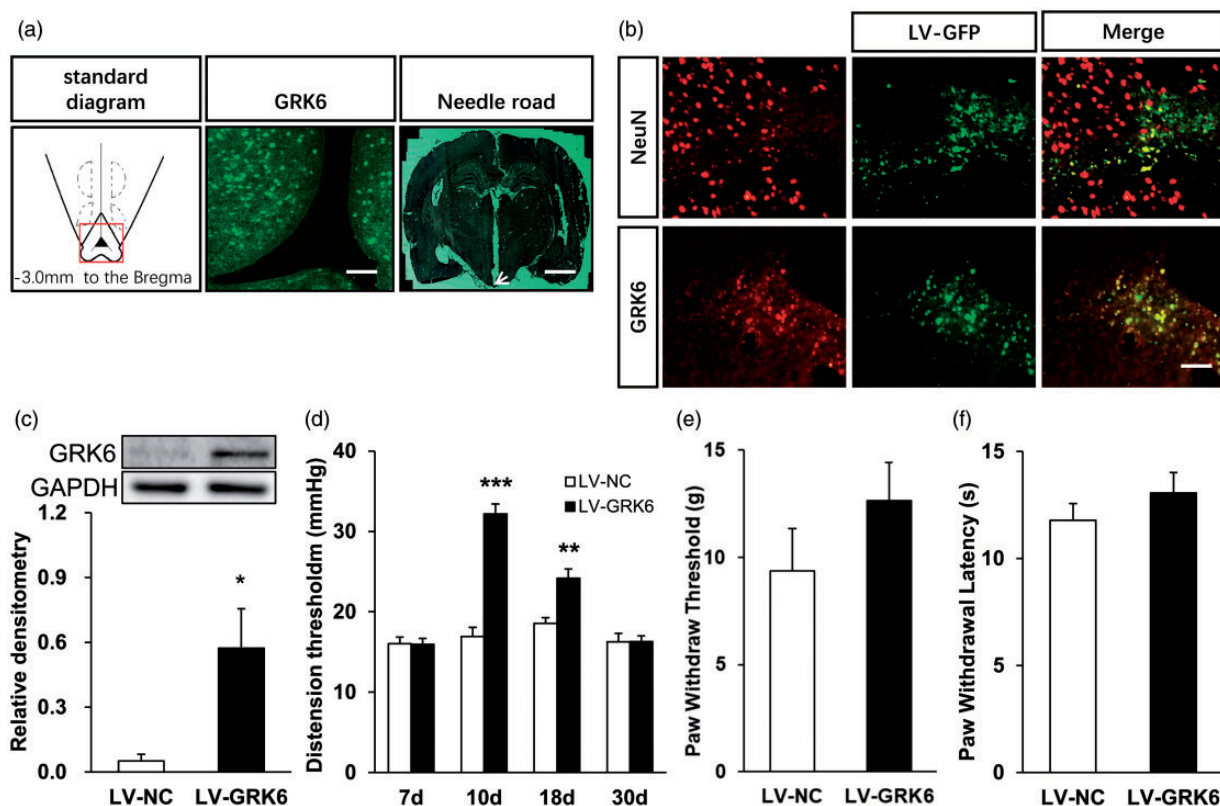 (a)
standard
diagram
GRK6
Needle road
-3.0mm to the Bregma
(b)
LV-GFP
Merge
NeuN
GRK6
(c)
GRK6
GAPDH
1.2
0.9
0.6
0.3
0.0
Relative densitometry
*
LV-NC
LV-GRK6
(d)
40
30
20
10
0
Distension thresholdm (mmHg)
***
**
LV-NC
LV-GRK6
7d
10d
18d
30d
(e)
15
10
5
0
Paw Withdraw Threshold (g)
LV-NC
LV-GRK6
(f)
15
10
5
0
Paw Withdrawal Latency (s)
LV-NC
LV-GRK6